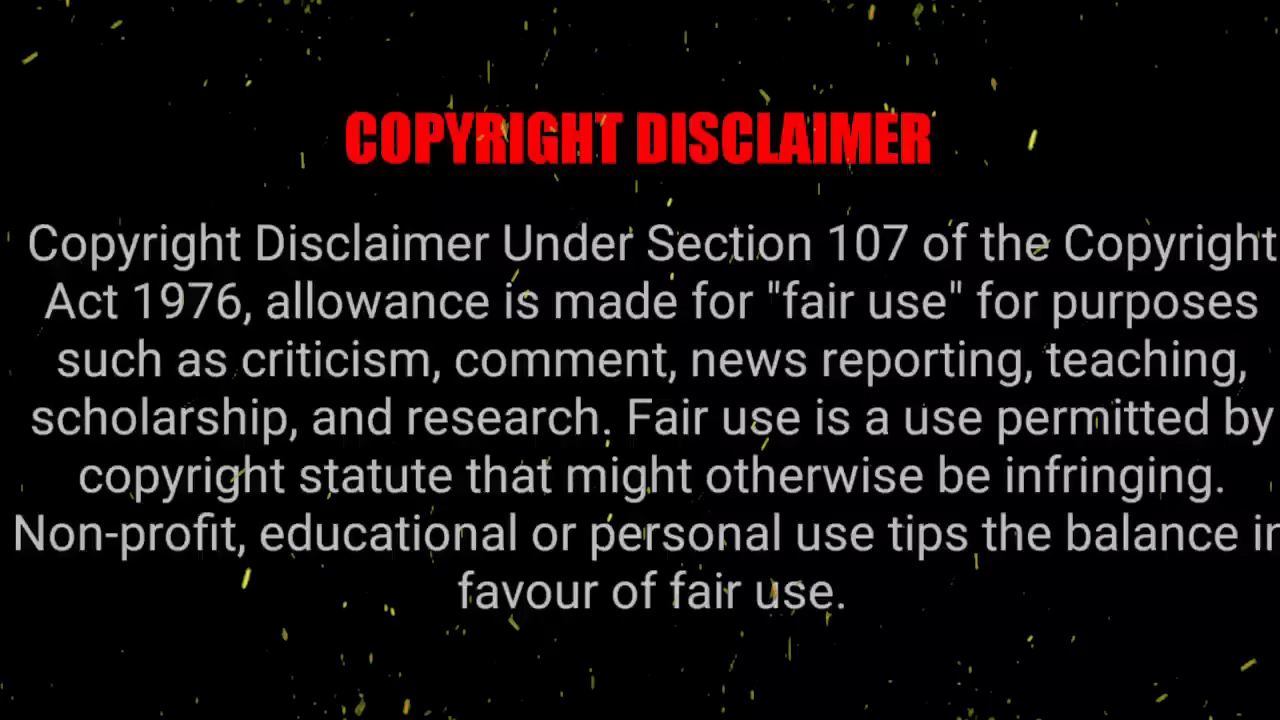 COPYRIGHT DISCLAIMER
Copyright Disclaimer Under Section 107 of the Copyright
Act 1976, allowance is made for "fair use" for purposes
such as criticism, comment, news reporting, teaching,
scholarship, and research. Fair use is a use permitted by
copyright statute that might otherwise be infringing.
Non-profit, educational or personal use tips the balance in
favour of fair use.